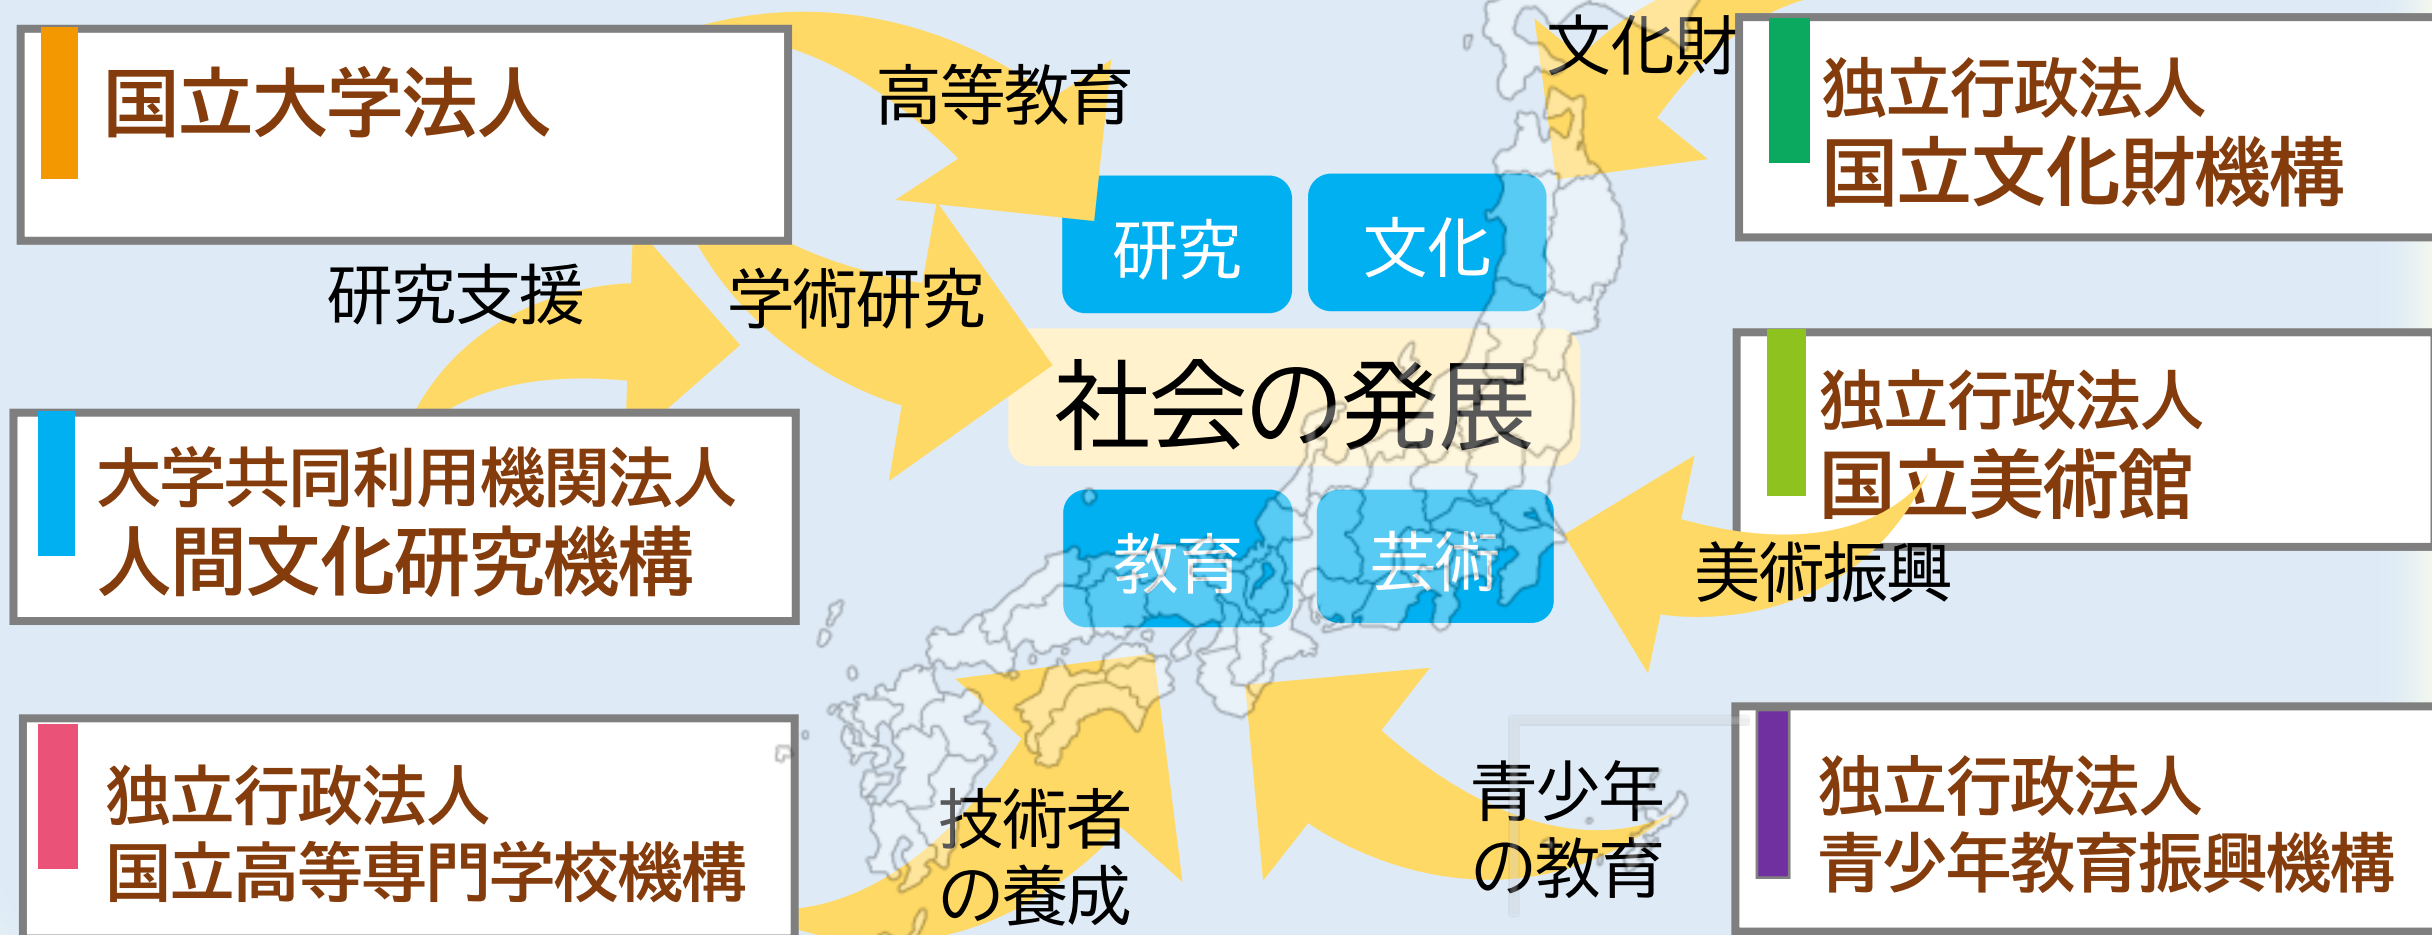 国立大学法人
高等教育
文化財
独立行政法人
国立文化財機構
研究支援
学術研究
研究
文化
社会の発展
独立行政法人
国立美術館
大学共同利用機関法人
人間文化研究機構
教育
芸術
美術振興
独立行政法人
国立高等専門学校機構
技術者
の養成
青少年
の教育
独立行政法人
青少年教育振興機構